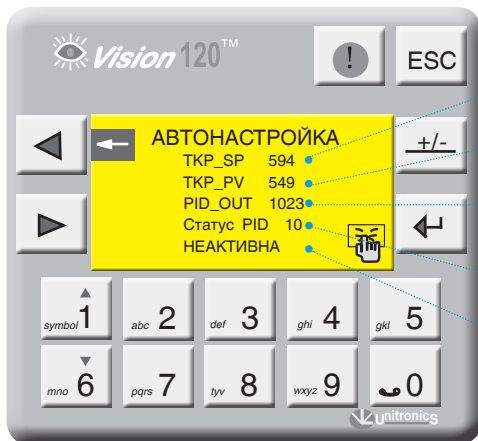 Vision 120™
!
ESC
АВТОНАСТРОЙКА
+/-
TKP_SP 594
TKP_PV 549
PID_OUT 1023
Статус PID 10
НЕАКТИВНА
symbol 1
abc 2
def 3
ghi 4
gkl 5
mno 6
pqrs 7
tyv 8
wxyz 9
0
unitronics